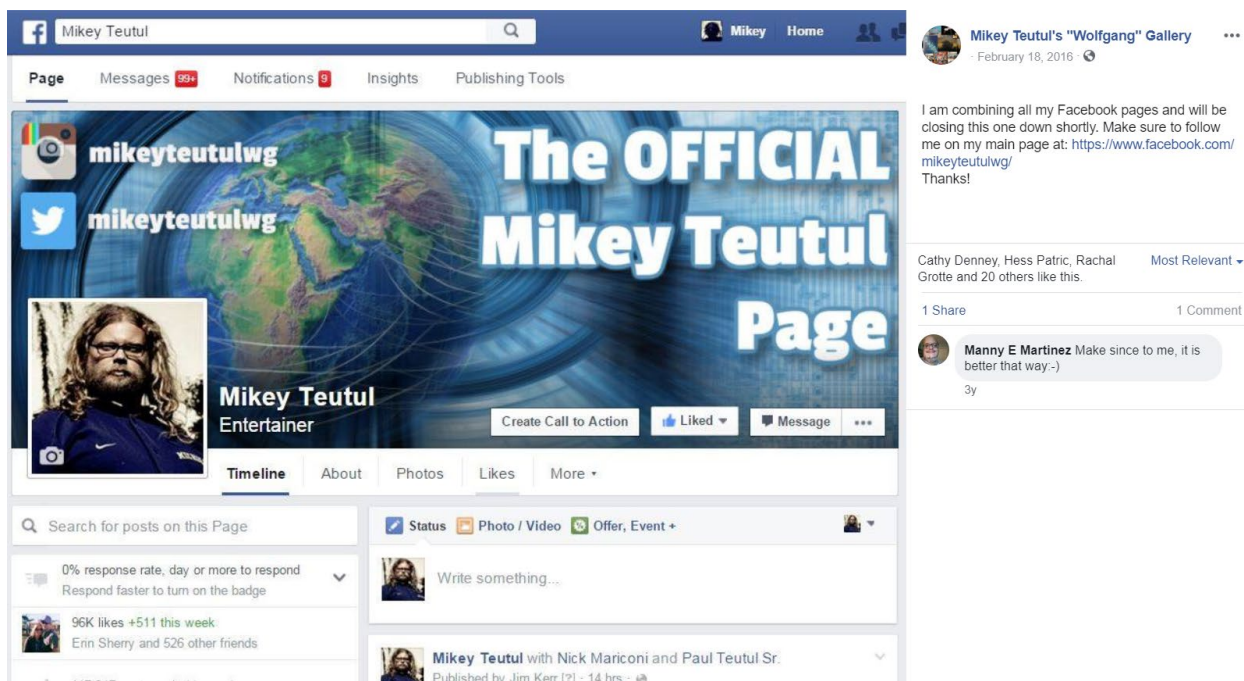 Mikey Teutul
Mikey Home
Page Messages 99+ Notifications 9 Insights Publishing Tools
mikeyteutulwg
mikeyteutulwg
The OFFICIAL
Mikey Teutul
Page
Mikey Teutul
Entertainer
Create Call to Action Liked Message
Timeline About Photos Likes More
Search for posts on this Page
0% response rate, day or more to respond
Respond faster to turn on the badge
96K likes +511 this week
Erin Sherry and 526 other friends
Status Photo / Video Offer, Event +
Write something...
Mikey Teutul with Nick Mariconi and Paul Teutul Sr.
Published by Jim Kerr [?] · 14 hrs ·
Mikey Teutul's "Wolfgang" Gallery
· February 18, 2016 ·
I am combining all my Facebook pages and will be
closing this one down shortly. Make sure to follow
me on my main page at: https://www.facebook.com/
mikeyteutulwg/
Thanks!
Cathy Denney, Hess Patric, Rachal
Grotte and 20 others like this.
Most Relevant
1 Share 1 Comment
Manny E Martinez Make since to me, it is
better that way:-)
3y